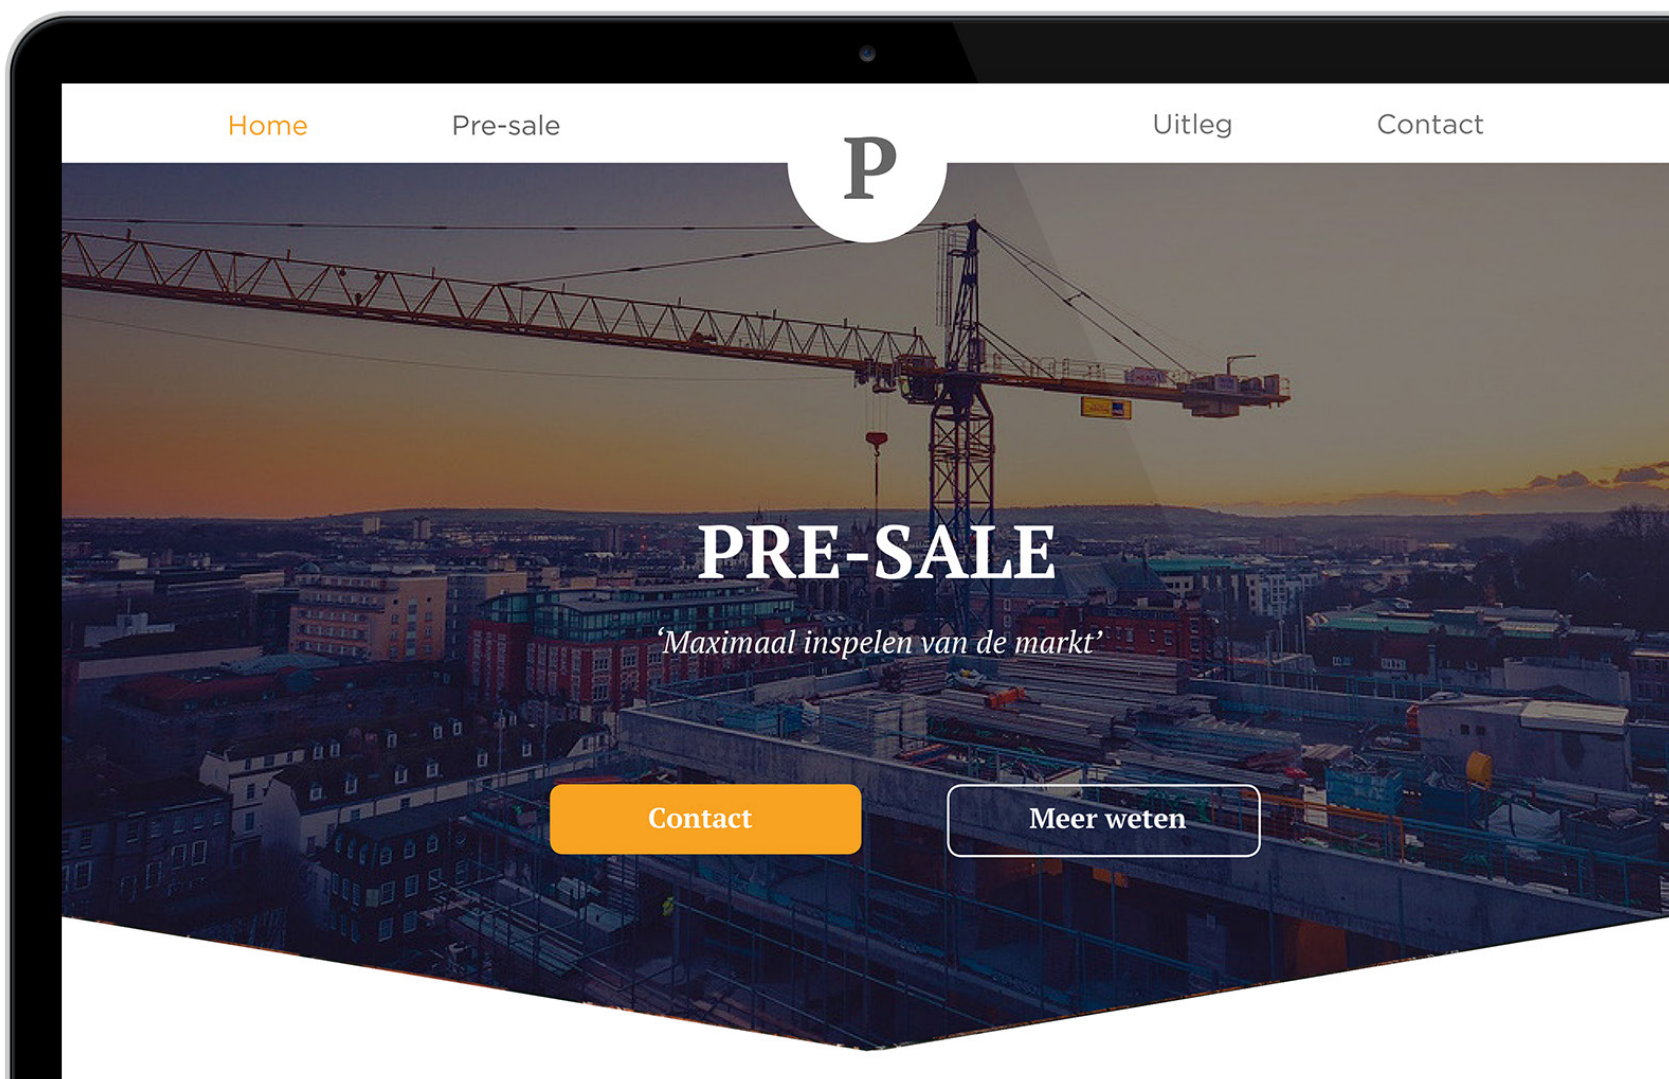 Home
Pre-sale
P
Uitleg
Contact
PRE-SALE
‘Maximaal inspelen van de markt’
Contact
Meer weten